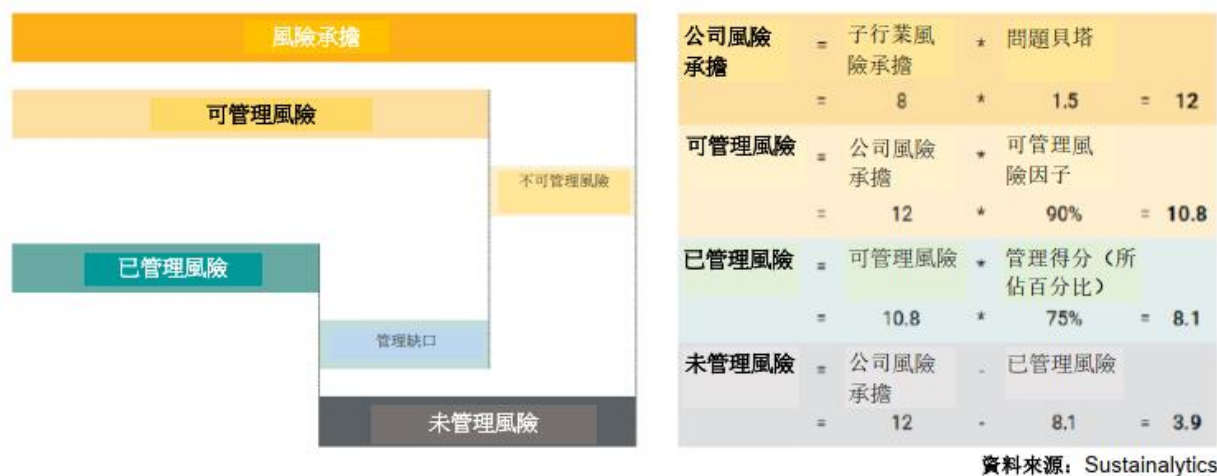 風險承擔
可管理風險
不可管理風險
已管理風險
管理缺口
未管理風險
公司風險承擔 = 子行業風險承擔 * 問題貝塔
= 8 * 1.5 = 12
可管理風險 = 公司風險承擔 * 可管理風險因子
= 12 * 90% = 10.8
已管理風險 = 可管理風險 * 管理得分（所佔百分比）
= 10.8 * 75% = 8.1
未管理風險 = 公司風險承擔 - 已管理風險
= 12 - 8.1 = 3.9
資料來源：Sustainalytics